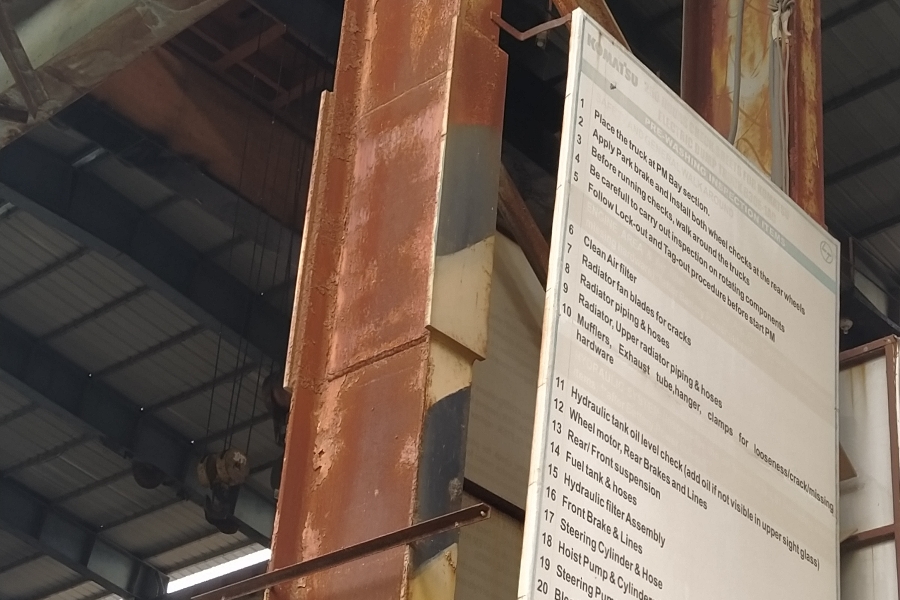 KOMATSU
PRE-WASHING INSPECTION ITEMS
1 Place the truck at PM Bay section.
2 Apply Park brake and install both wheel chocks at the rear wheels
3 Before running checks, walk around the trucks
4 Be carefull to carry out inspection on rotating components
5 Follow Lock-out and Tag-out procedure before start PM
6 Clean Air filter
7 Radiator fan blades for cracks
8 Radiator piping & hoses
9 Radiator, Upper radiator piping & hoses
10 Mufflers, Exhaust tube,hanger, clamps for looseness/crack/missing
hardware
11 Hydraulic tank oil level check (add oil if not visible in upper sight glass)
12 Wheel motor, Rear Brakes and Lines
13 Rear/ Front suspension
14 Fuel tank & hoses
15 Hydraulic filter Assembly
16 Front Brake & Lines
17 Steering Cylinder & Hose
18 Hoist Pump & Cylinder
19 Steering Pump
20